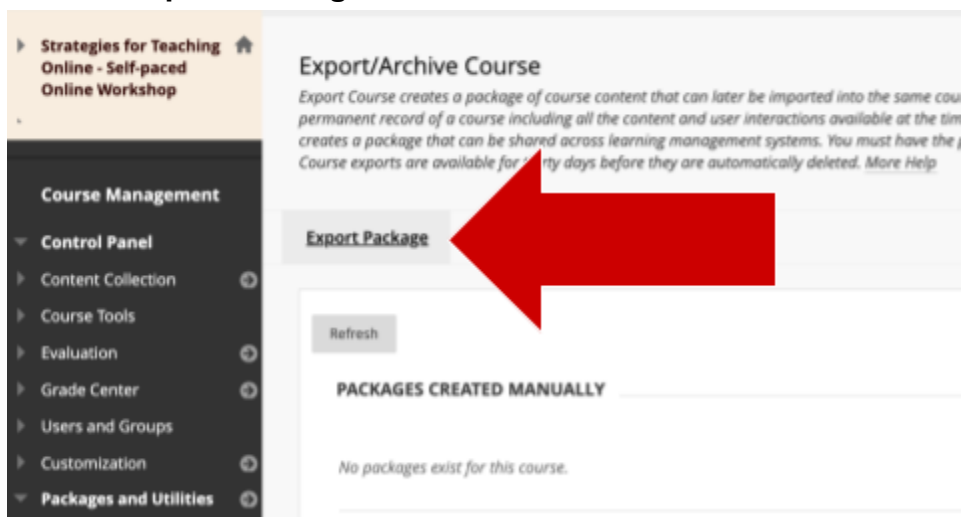 Strategies for Teaching
Online - Self-paced
Online Workshop
Course Management
Control Panel
Content Collection
Course Tools
Evaluation
Grade Center
Users and Groups
Customization
Packages and Utilities
Export/Archive Course
Export Course creates a package of course content that can later be imported into the same
permanent record of a course including all the content and user interactions available at the
creates a package that can be shared across learning management systems. You must have the
Course exports are available for days before they are automatically deleted. More Help
Export Package
Refresh
PACKAGES CREATED MANUALLY
No packages exist for this course.